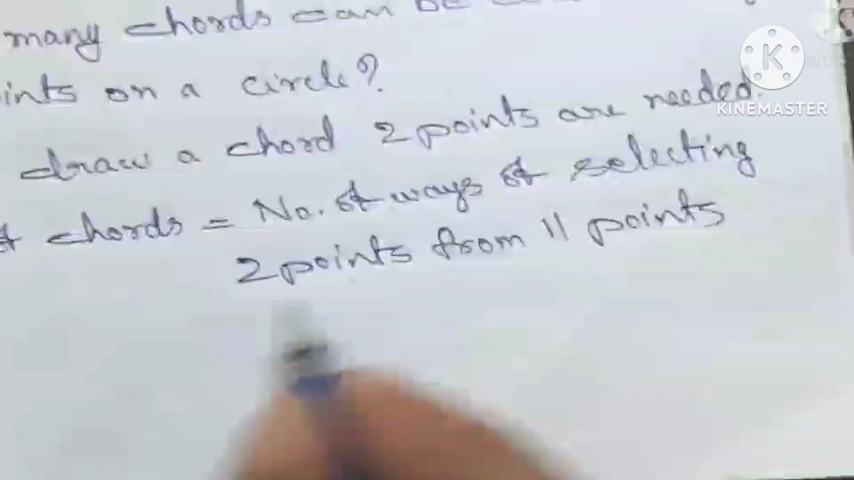 many chords can be
K
ints on a circle?
KINEMASTER
draw a chord 2 points are needed.
chords = No. of ways of selecting
2 points from 11 points